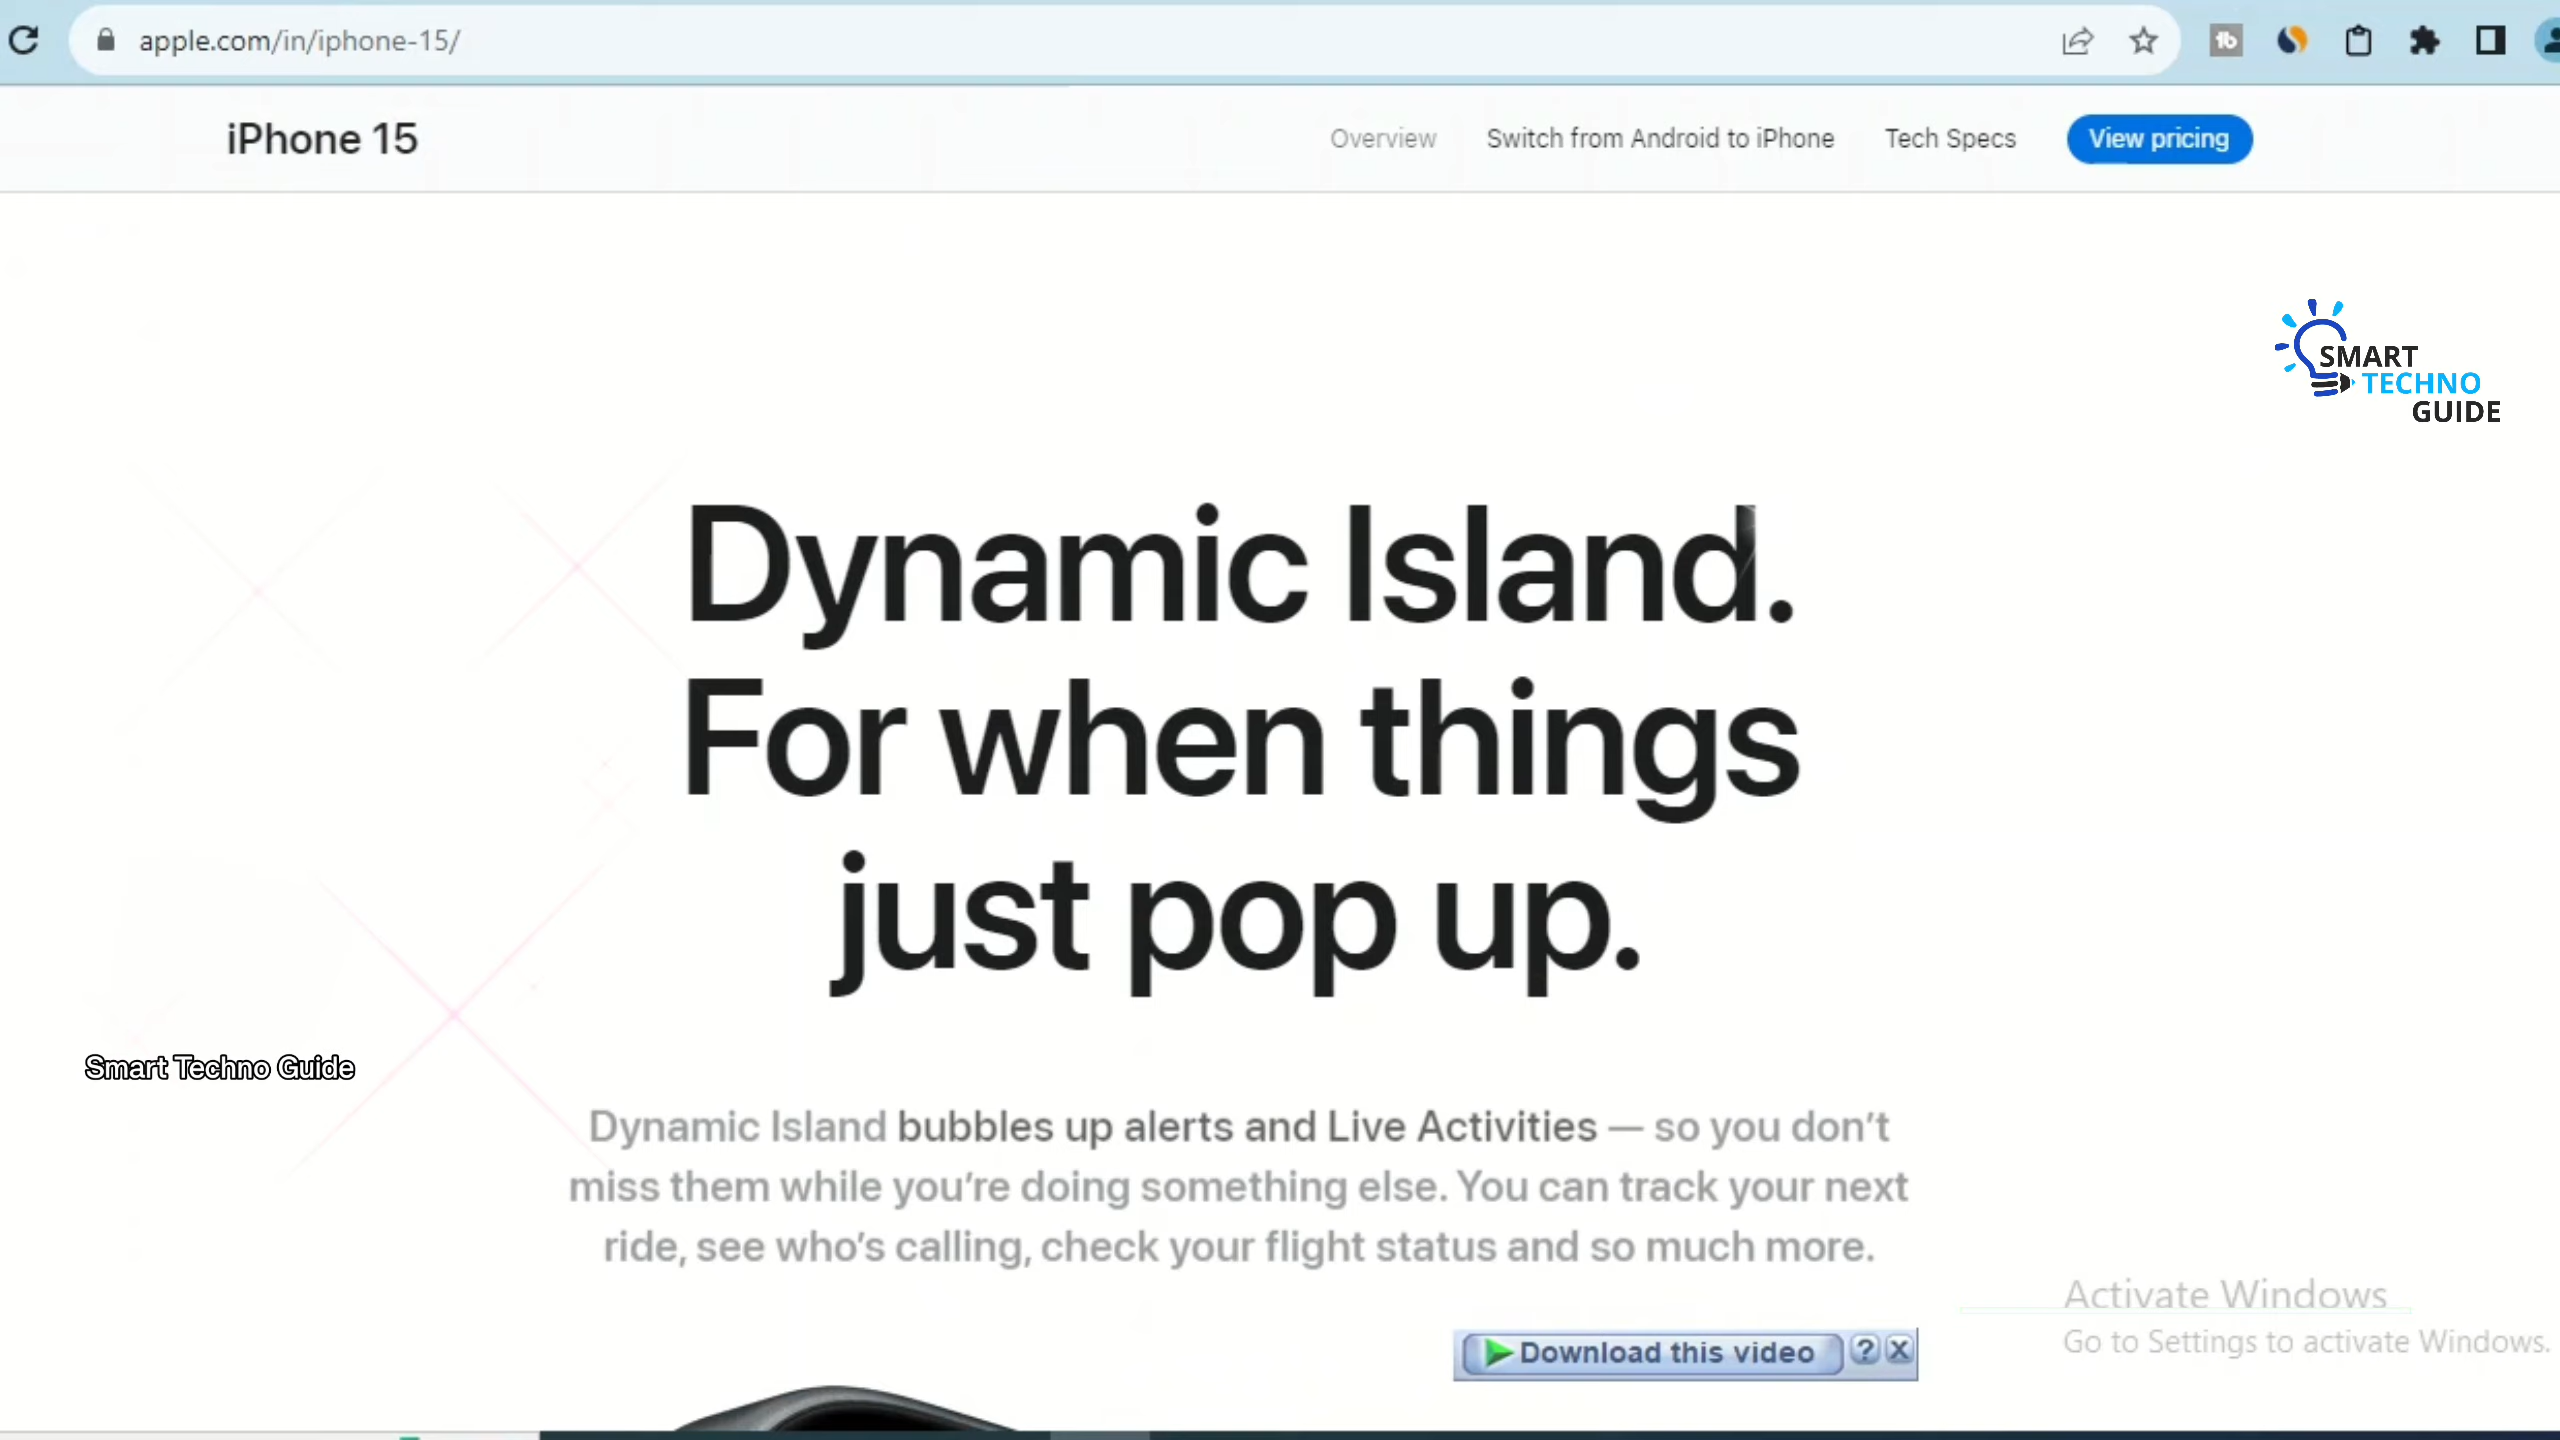 apple.com/in/iphone-15/
iPhone 15
Overview
Switch from Android to iPhone
Tech Specs
View pricing
SMART
TECHNO
GUIDE
Dynamic Island.
For when things
just pop up.
Smart Techno Guide
Dynamic Island bubbles up alerts and Live Activities — so you don’t
miss them while you’re doing something else. You can track your next
ride, see who’s calling, check your flight status and so much more.
Activate Windows
Go to Settings to activate Windows.
Download this video ? X